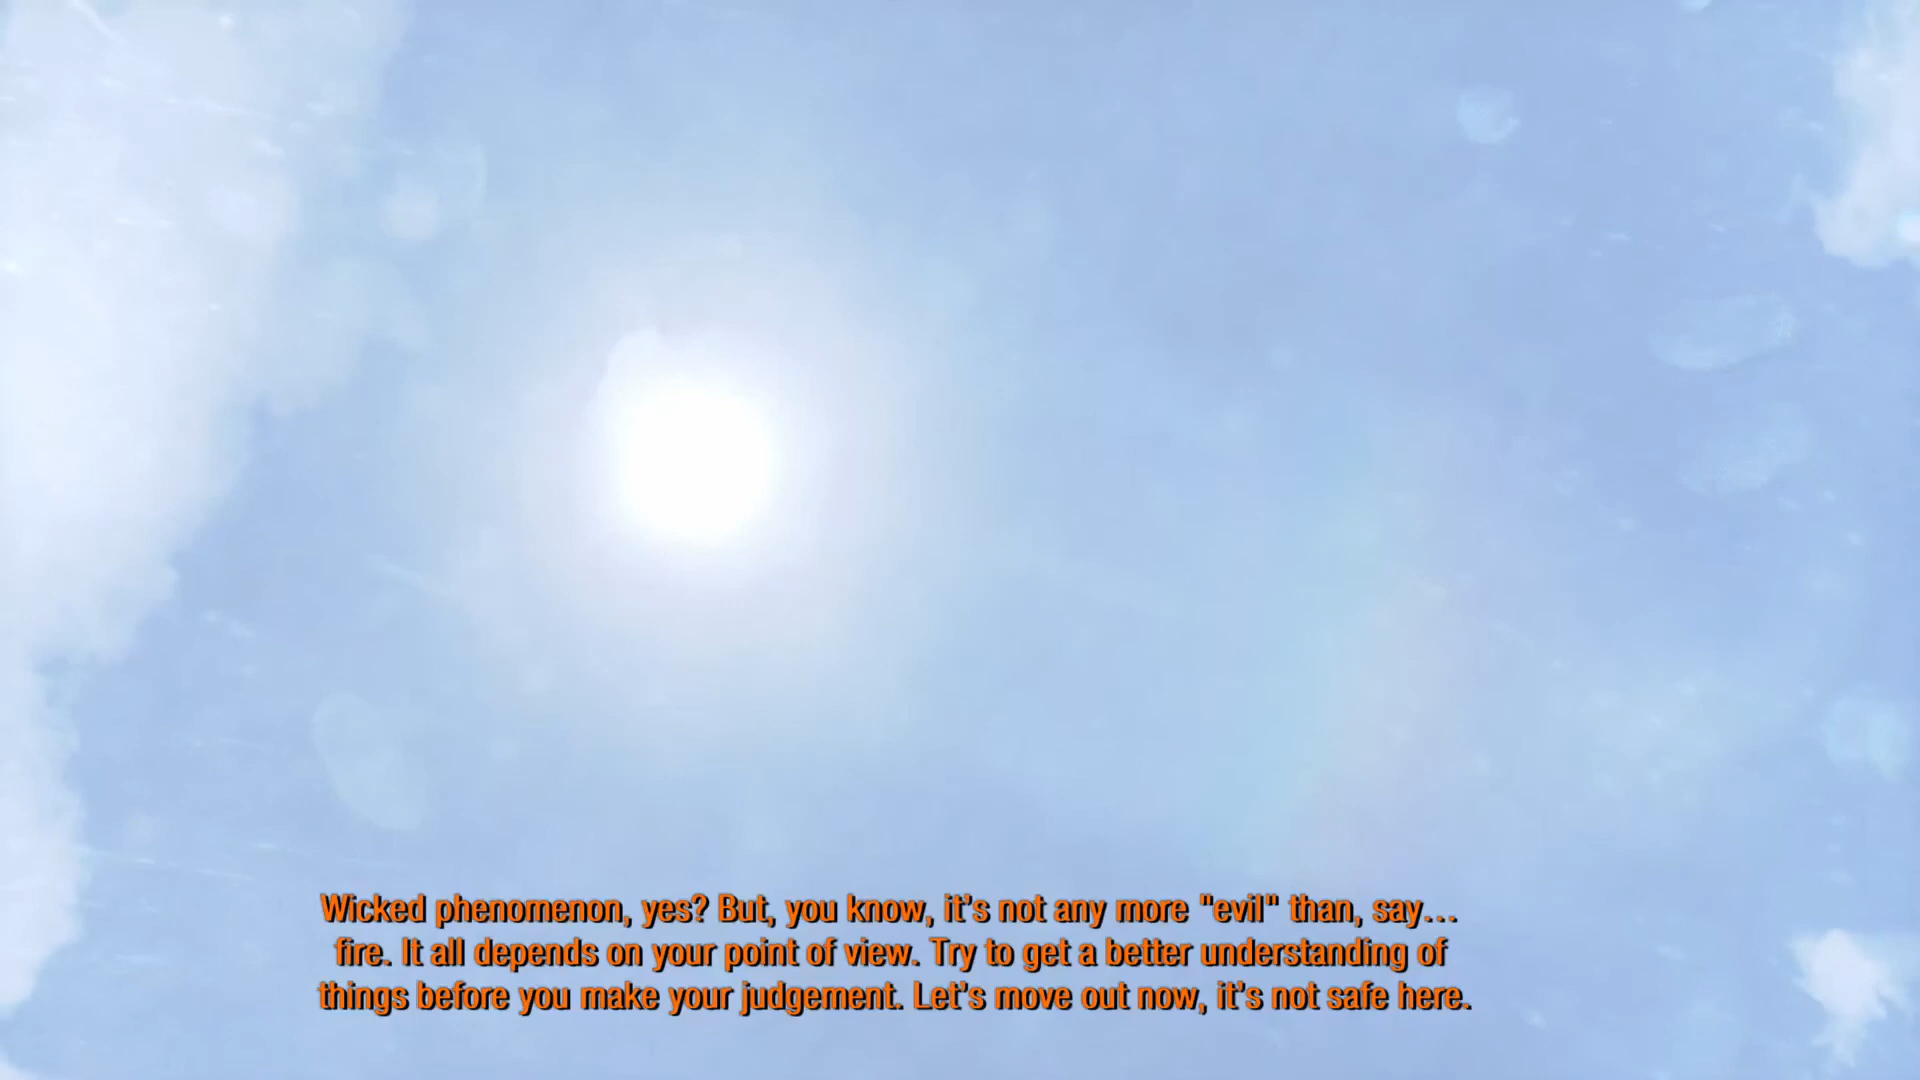 Wicked phenomenon, yes? But, you know, it's not any more "evil" than, say...
fire. It all depends on your point of view. Try to get a better understanding of
things before you make your judgement. Let's move out now, it's not safe here.